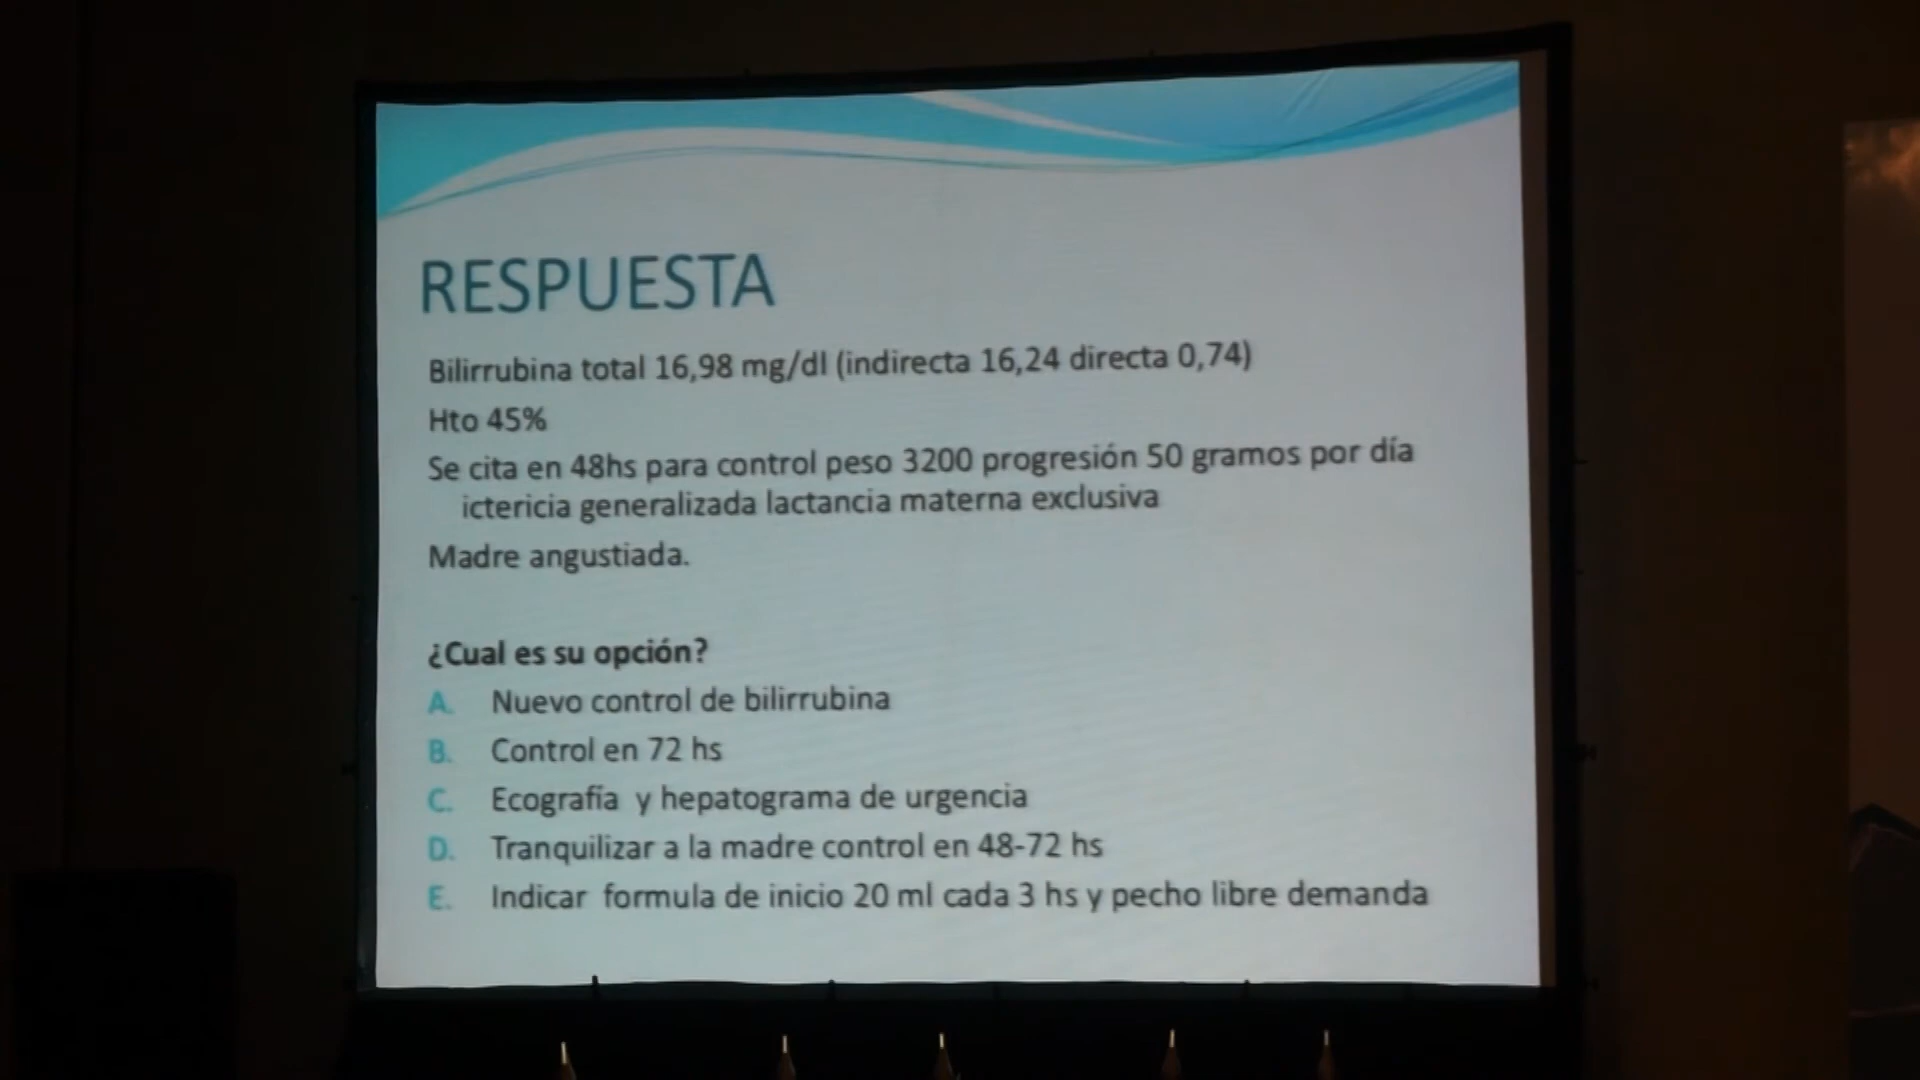 RESPUESTA
Bilirrubina total 16,98 mg/dl (indirecta 16,24 directa 0,74)
Hto 45%
Se cita en 48hs para control peso 3200 progresión 50 gramos por día
ictericia generalizada lactancia materna exclusiva
Madre angustiada.
¿Cual es su opción?
A. Nuevo control de bilirrubina
B. Control en 72 hs
C. Ecografía y hepatograma de urgencia
D. Tranquilizar a la madre control en 48-72 hs
E. Indicar formula de inicio 20 ml cada 3 hs y pecho libre demanda